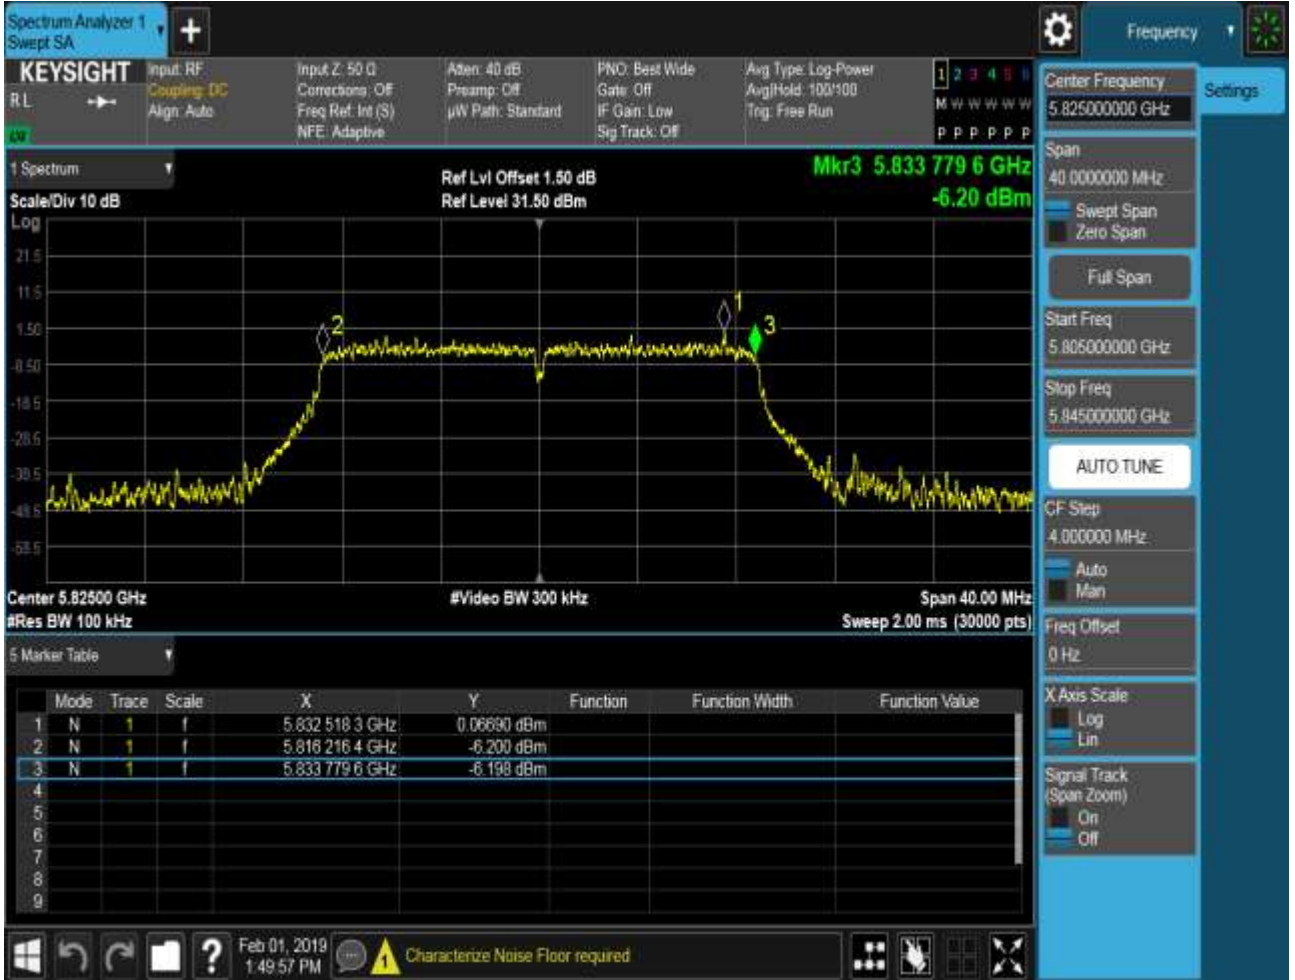 Spectrum Analyzer 1
Swept SA
+
Frequency
KEYSIGHT
RL
Input: RF
Coupling: DC
Align: Auto
Input Z: 50 Ω
Corrections: Off
Freq Ref: Int (S)
NFE: Adaptive
Atten: 40 dB
Preamp: Off
µW Path: Standard
PNO: Best Wide
Gate: Off
IF Gain: Low
Sig Track: Off
Avg Type: Log-Power
Avg|Hold: 100/100
Trig: Free Run
1 2 3 4 5 6
M W W W W W
P P P P P P
1 Spectrum
Scale/Div 10 dB
Ref Lvl Offset 1.50 dB
Ref Level 31.50 dBm
Mkr3 5.833 779 6 GHz
-6.20 dBm
Log
21.5
11.5
1.50
-8.50
-18.5
-28.5
-38.5
-48.5
-58.5
2
1
3
Center 5.82500 GHz
#Video BW 300 kHz
Span 40.00 MHz
#Res BW 100 kHz
Sweep 2.00 ms (30000 pts)
5 Marker Table
Mode Trace Scale X Y Function Function Width Function Value
1 N 1 f 5.832 518 3 GHz 0.06690 dBm
2 N 1 f 5.816 216 4 GHz -6.200 dBm
3 N 1 f 5.833 779 6 GHz -6.198 dBm
4
5
6
7
8
9
Center Frequency
5.825000000 GHz
Settings
Span
40.0000000 MHz
Swept Span
Zero Span
Full Span
Start Freq
5.805000000 GHz
Stop Freq
5.845000000 GHz
AUTO TUNE
CF Step
4.000000 MHz
Auto
Man
Freq Offset
0 Hz
X Axis Scale
Log
Lin
Signal Track
(Span Zoom)
On
Off
?
Feb 01, 2019
1:49:57 PM
1
Characterize Noise Floor required